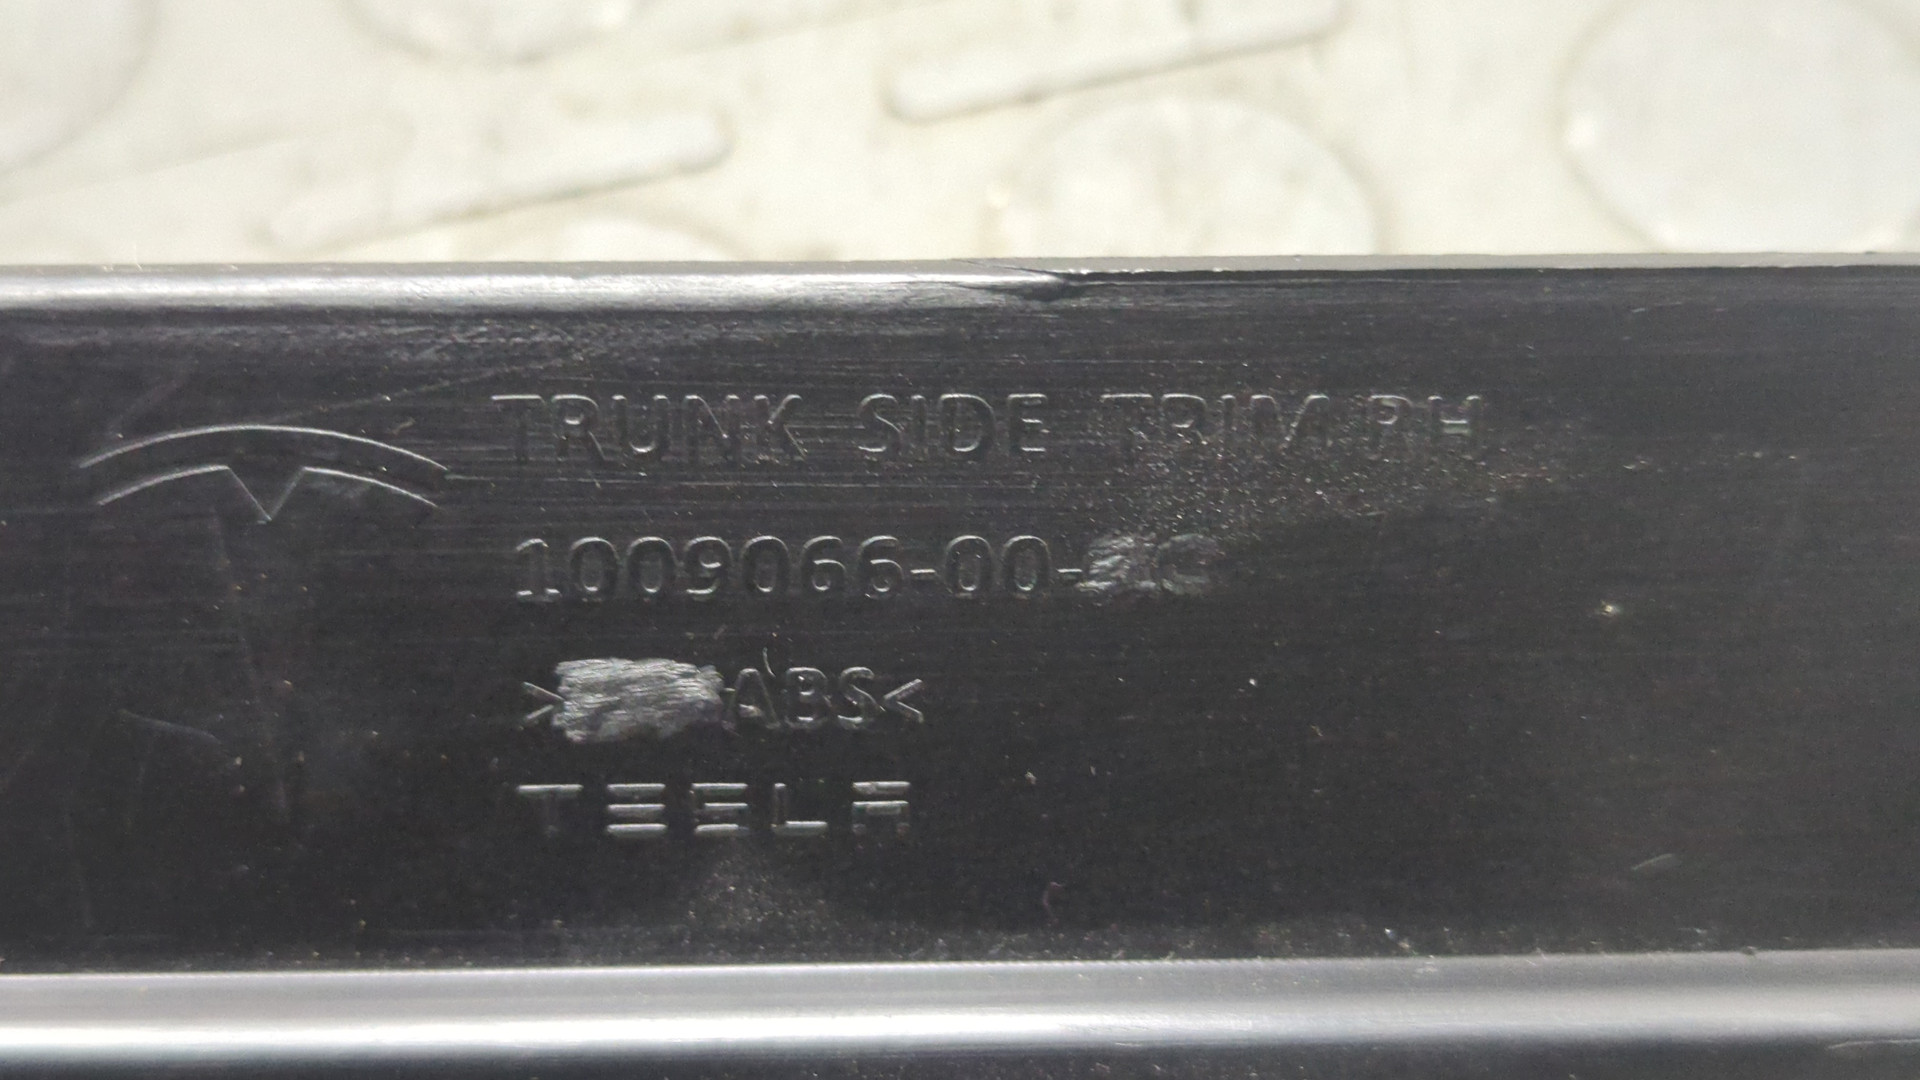 TRUNK SIDE TRIM RH
1009066-00-
>ABS<
TESLA